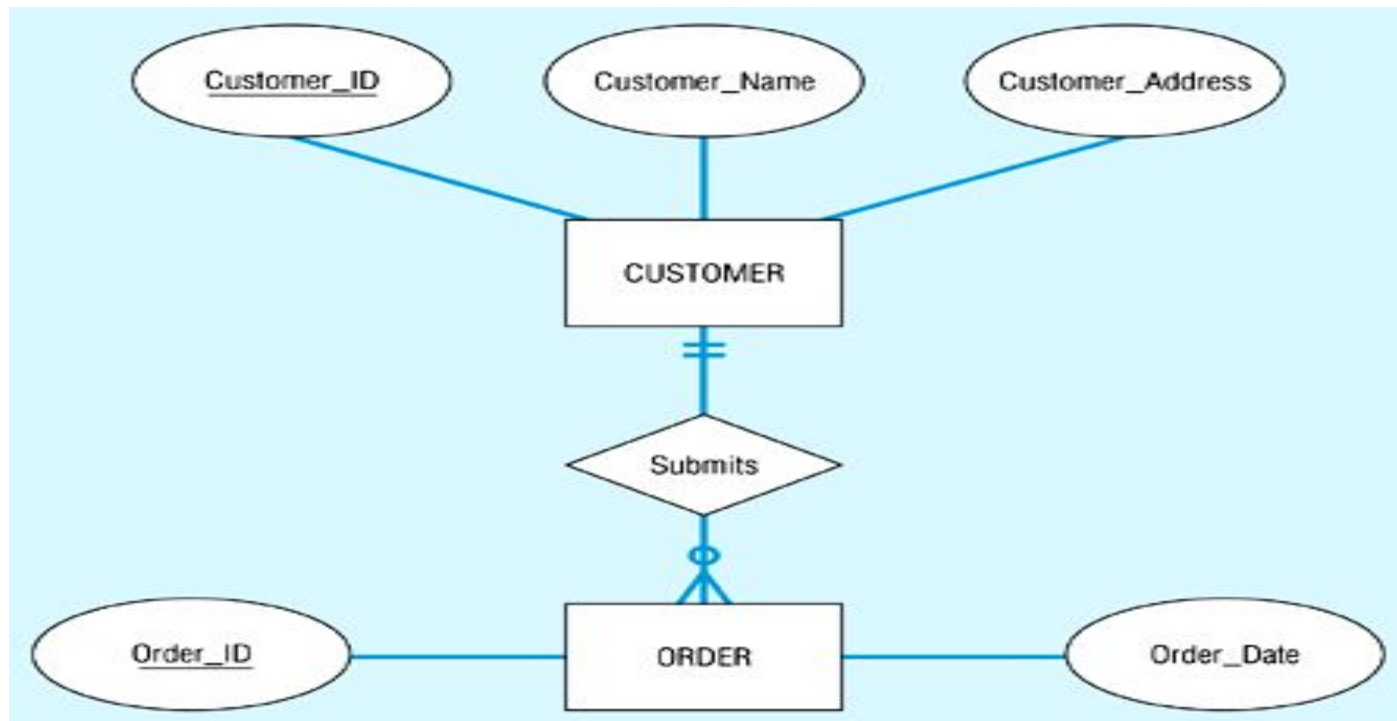 Customer_ID
Customer_Name
Customer_Address
CUSTOMER
Submits
Order_ID
ORDER
Order_Date